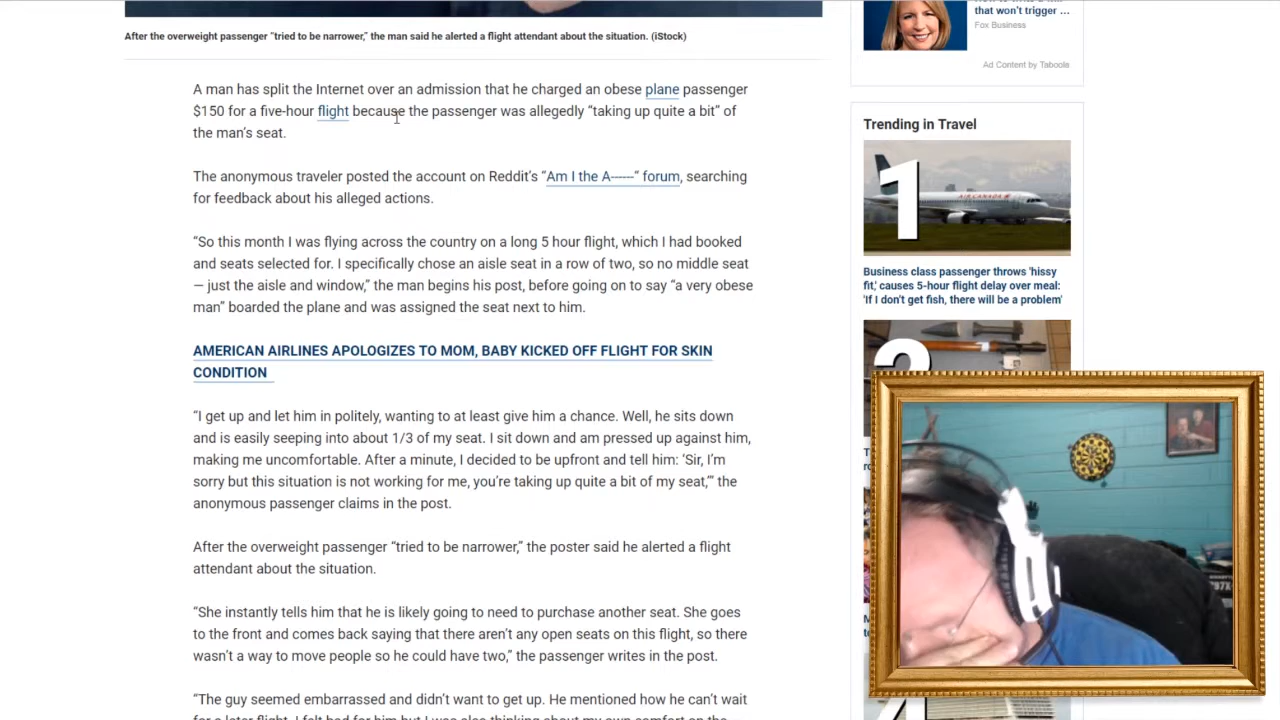 After the overweight passenger "tried to be narrower," the man said he alerted a flight attendant about the situation. (iStock)
A man has split the Internet over an admission that he charged an obese plane passenger
$150 for a five-hour flight because the passenger was allegedly “taking up quite a bit” of
the man’s seat.
The anonymous traveler posted the account on Reddit’s “Am I the A------“ forum, searching
for feedback about his alleged actions.
“So this month I was flying across the country on a long 5 hour flight, which I had booked
and seats selected for. I specifically chose an aisle seat in a row of two, so no middle seat
— just the aisle and window,” the man begins his post, before going on to say “a very obese
man” boarded the plane and was assigned the seat next to him.
AMERICAN AIRLINES APOLOGIZES TO MOM, BABY KICKED OFF FLIGHT FOR SKIN
CONDITION
“I get up and let him in politely, wanting to at least give him a chance. Well, he sits down
and is easily seeping into about 1/3 of my seat. I sit down and am pressed up against him,
making me uncomfortable. After a minute, I decided to be upfront and tell him: ‘Sir, I’m
sorry but this situation is not working for me, you’re taking up quite a bit of my seat,’” the
anonymous passenger claims in the post.
After the overweight passenger “tried to be narrower,” the poster said he alerted a flight
attendant about the situation.
“She instantly tells him that he is likely going to need to purchase another seat. She goes
to the front and comes back saying that there aren’t any open seats on this flight, so there
wasn’t a way to move people so he could have two,” the passenger writes in the post.
“The guy seemed embarrassed and didn’t want to get up. He mentioned how he can’t wait
that won't trigger ...
Fox Business
Ad Content by Taboola
Trending in Travel
1
AIR CANADA
Business class passenger throws 'hissy
fit,' causes 5-hour flight delay over meal:
'If I don't get fish, there will be a problem'
2